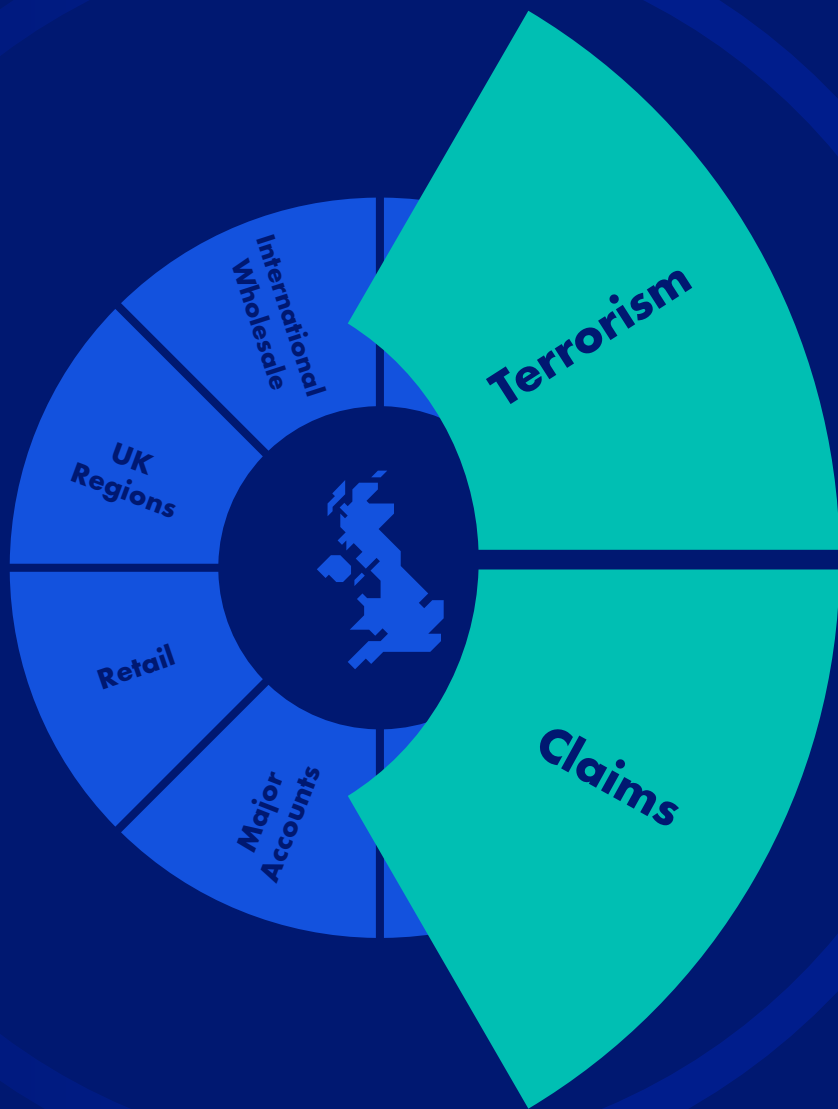 International
Wholesale
Terrorism
UK
Regions
Retail
Claims
Major
Accounts